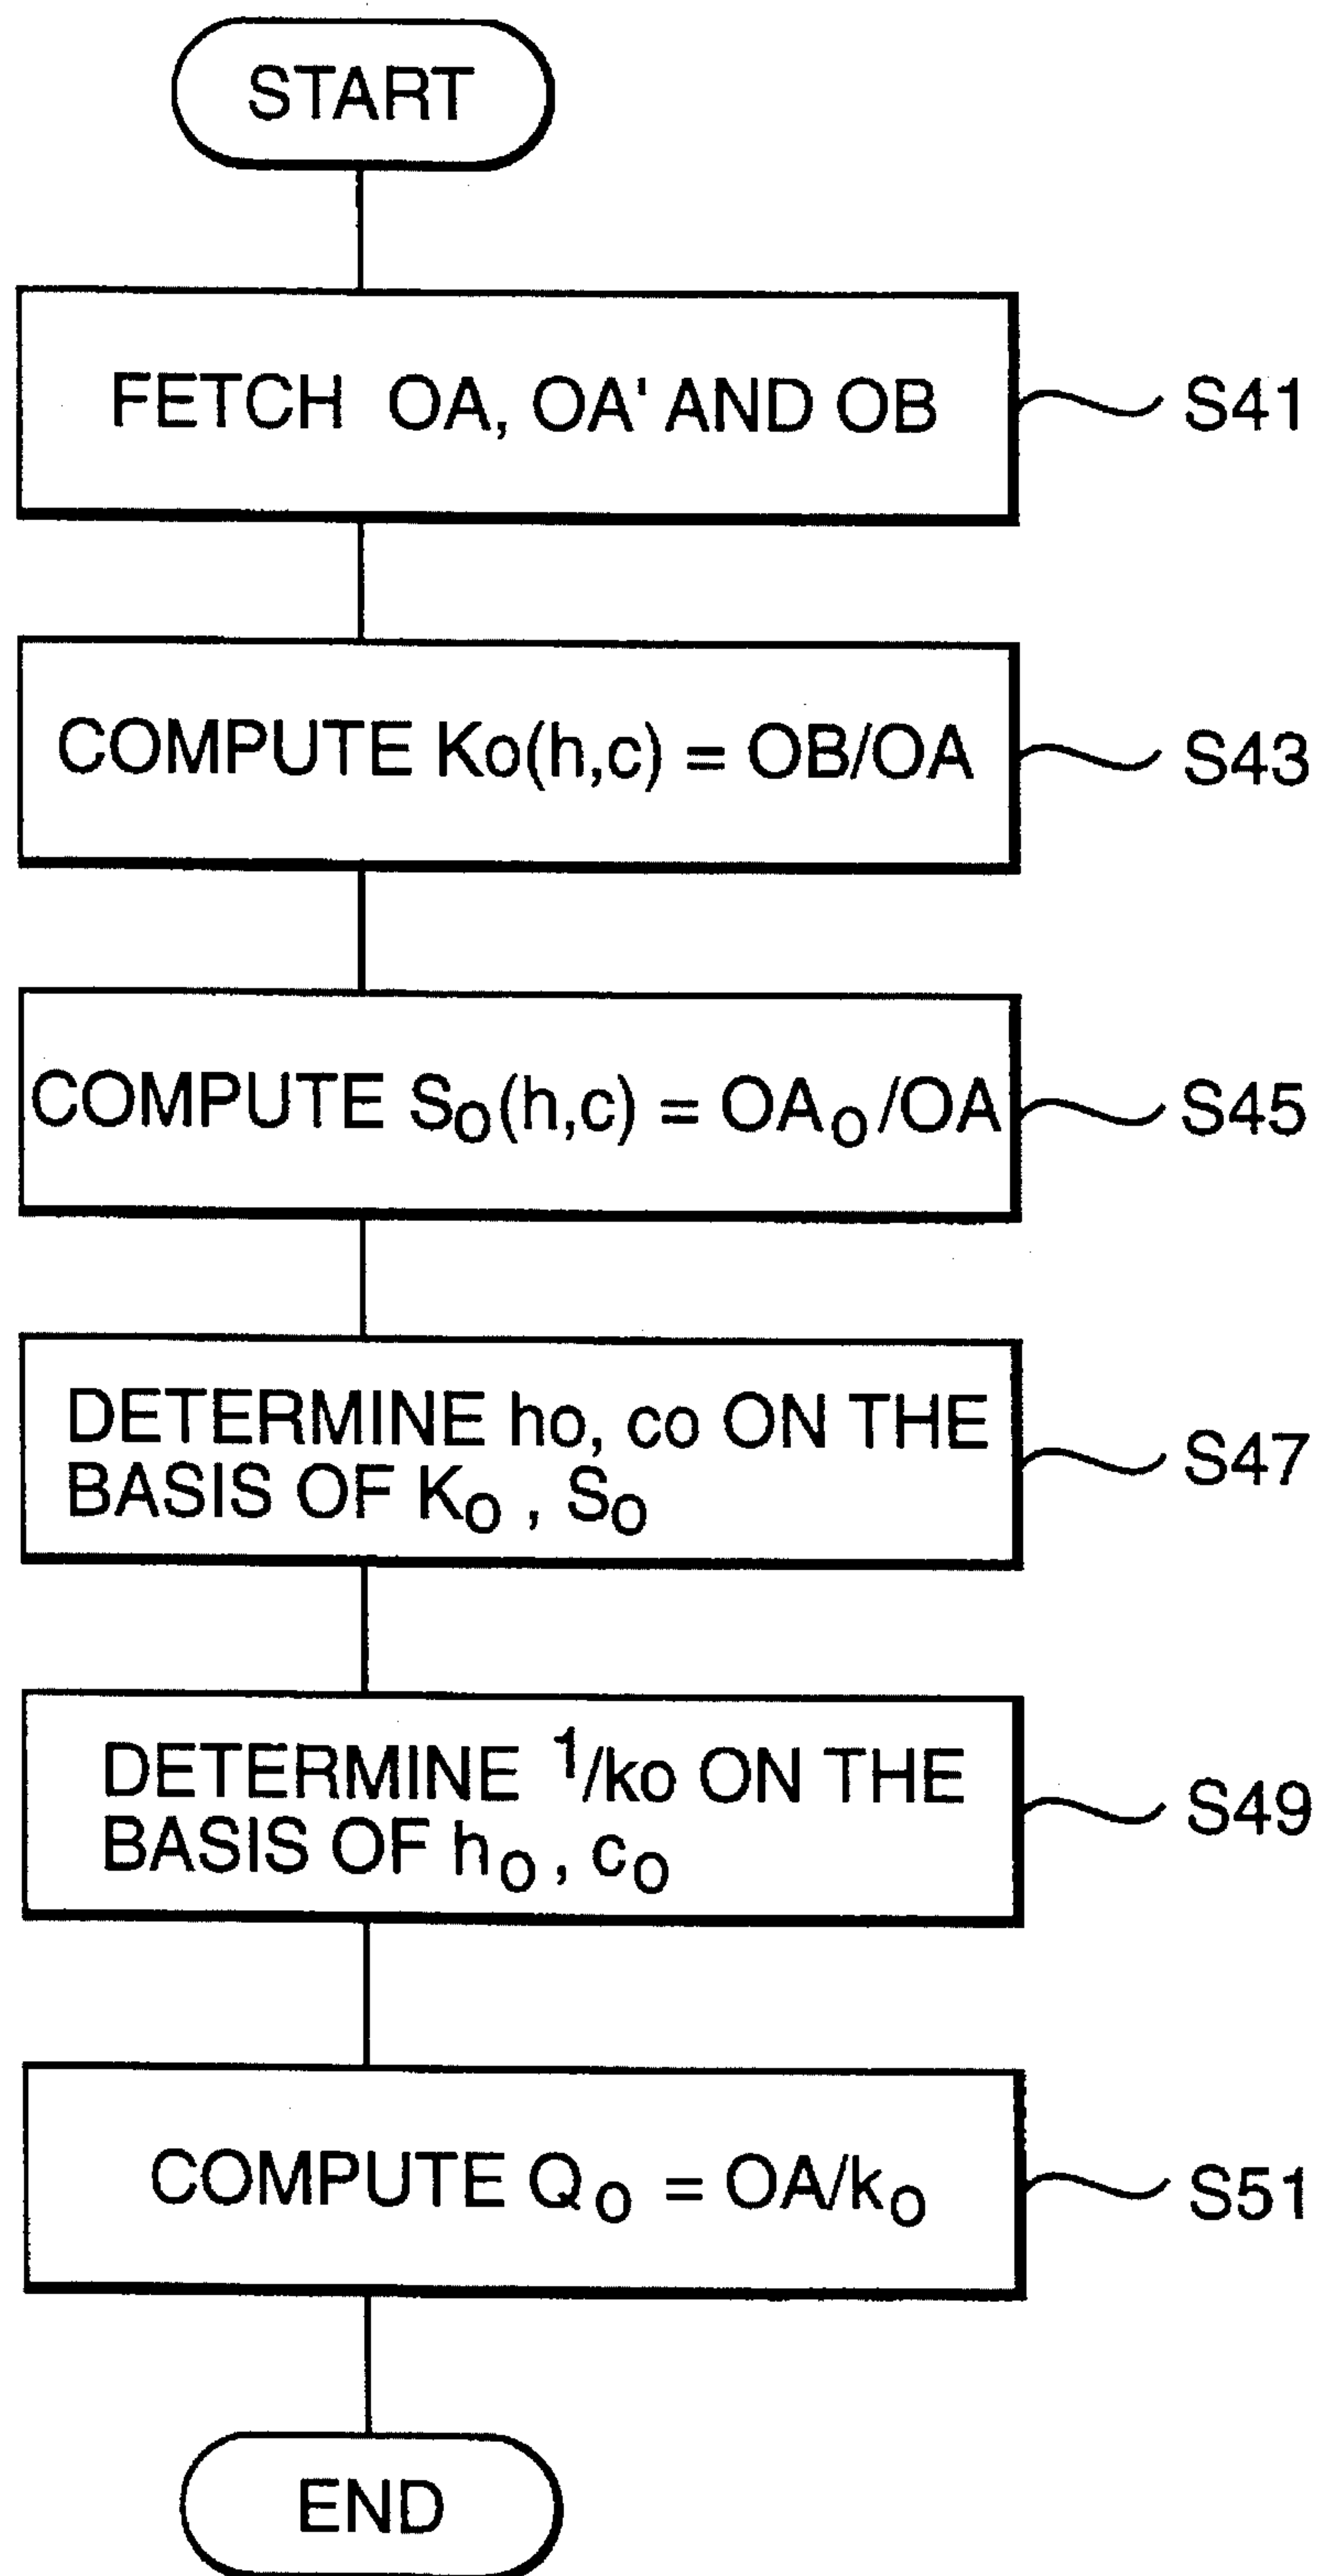 START
FETCH OA, OA' AND OB
S41
COMPUTE Ko(h,c) = OB/OA
S43
COMPUTE So(h,c) = OAo/OA
S45
DETERMINE ho, co ON THE
BASIS OF Ko, So
S47
DETERMINE 1/ko ON THE
BASIS OF ho, co
S49
COMPUTE Qo = OA/ko
S51
END